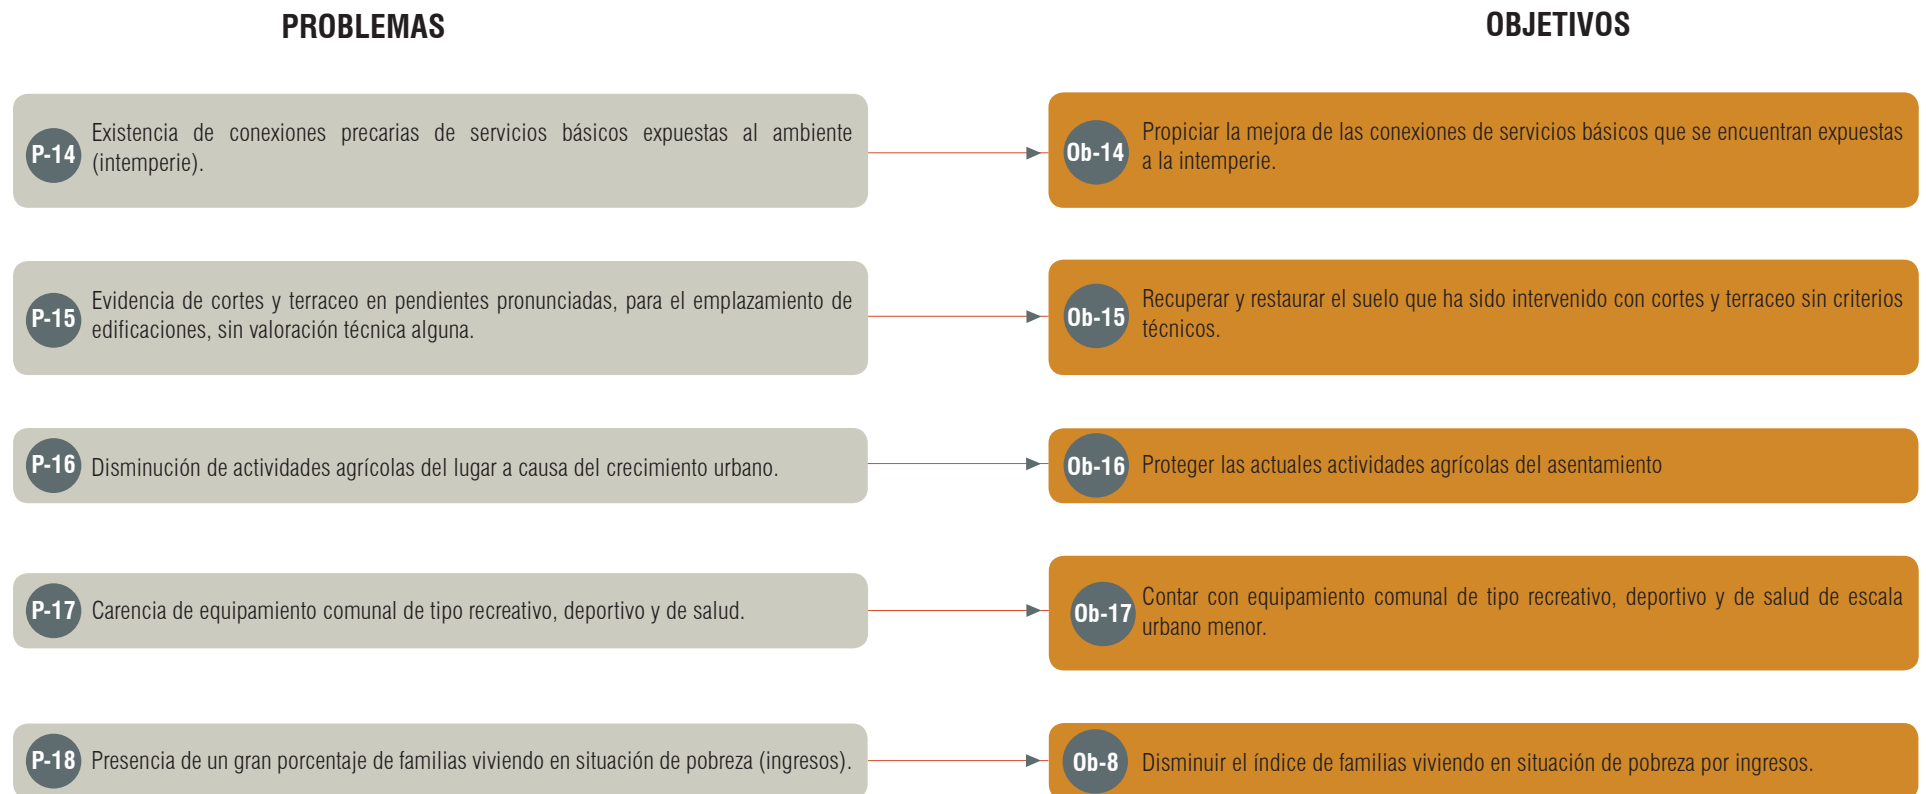 PROBLEMAS
OBJETIVOS
P-14
Existencia de conexiones precarias de servicios básicos expuestas al ambiente
(intemperie).
Ob-14
Propiciar la mejora de las conexiones de servicios básicos que se encuentran expuestas
a la intemperie.
P-15
Evidencia de cortes y terraceo en pendientes pronunciadas, para el emplazamiento de
edificaciones, sin valoración técnica alguna.
Ob-15
Recuperar y restaurar el suelo que ha sido intervenido con cortes y terraceo sin criterios
técnicos.
P-16
Disminución de actividades agrícolas del lugar a causa del crecimiento urbano.
Ob-16
Proteger las actuales actividades agrícolas del asentamiento
P-17
Carencia de equipamiento comunal de tipo recreativo, deportivo y de salud.
Ob-17
Contar con equipamiento comunal de tipo recreativo, deportivo y de salud de escala
urbano menor.
P-18
Presencia de un gran porcentaje de familias viviendo en situación de pobreza (ingresos).
Ob-8
Disminuir el índice de familias viviendo en situación de pobreza por ingresos.